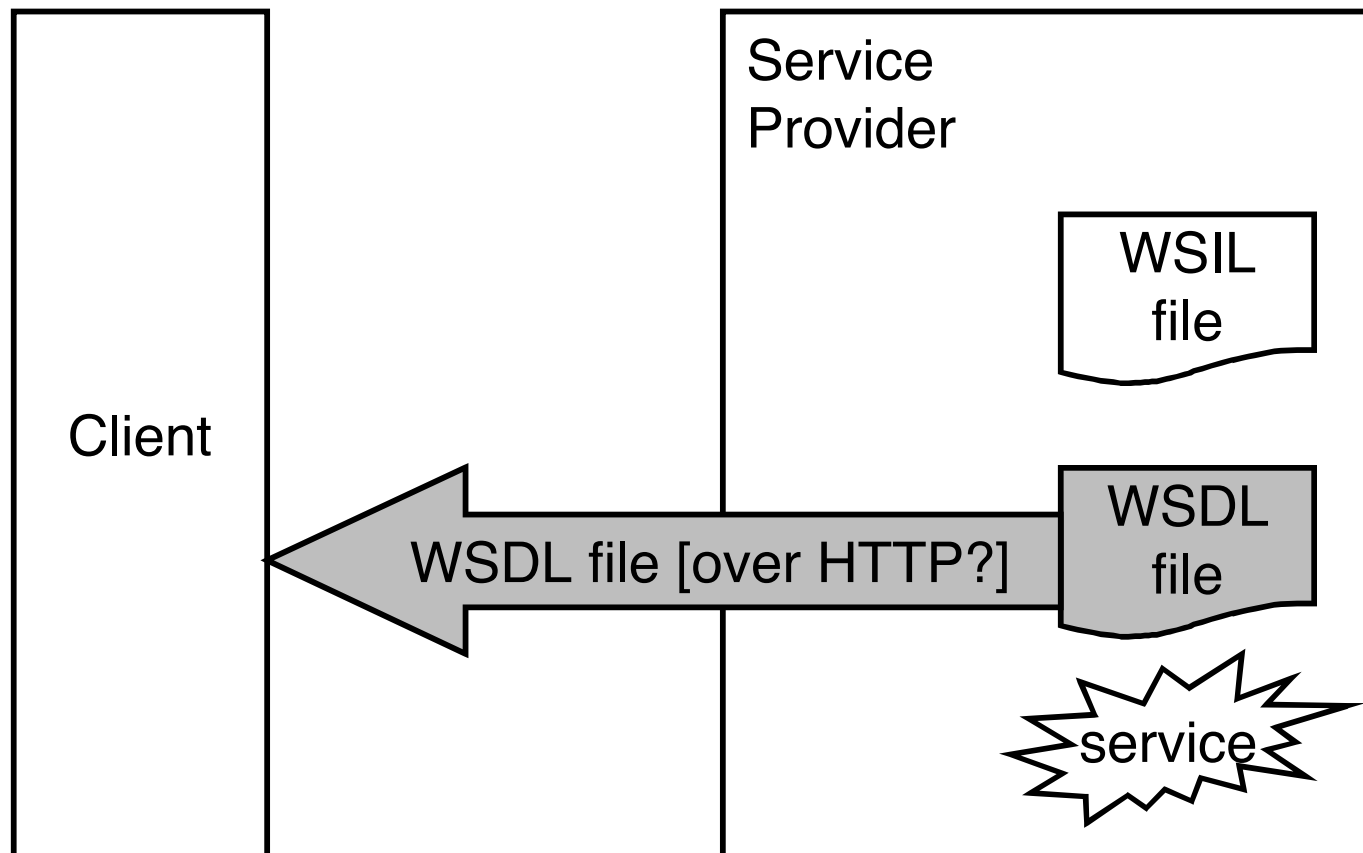 Service
Provider
WSIL
file
Client
WSDL
file
WSDL file [over HTTP?]
service